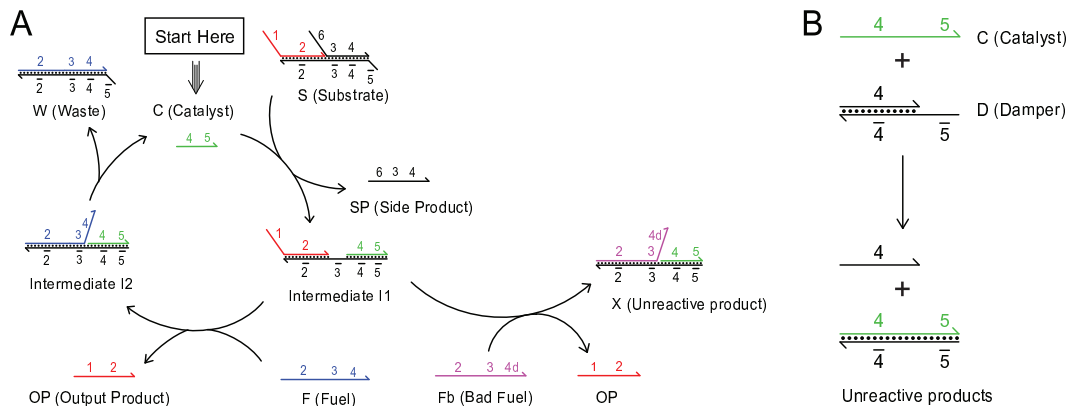 A
Start Here
1
6
2 3 4
2̅ 3̅ 4̅ 5̅
S (Substrate)
2 3 4
2̅ 3̅ 4̅ 5̅
W (Waste)
C (Catalyst)
4 5
6 3 4
SP (Side Product)
4
2 3 4 5
2̅ 3̅ 4̅ 5̅
Intermediate I2
1
2 4 5
2̅ 3̅ 4̅ 5̅
Intermediate I1
4d
2 3 4 5
2̅ 3̅ 4̅ 5̅
X (Unreactive product)
1 2
OP (Output Product)
2 3 4
F (Fuel)
2 3 4d
Fb (Bad Fuel)
1 2
OP
B
4 5
C (Catalyst)
+
4
D (Damper)
4̅ 5̅
4
+
4 5
4̅ 5̅
Unreactive products